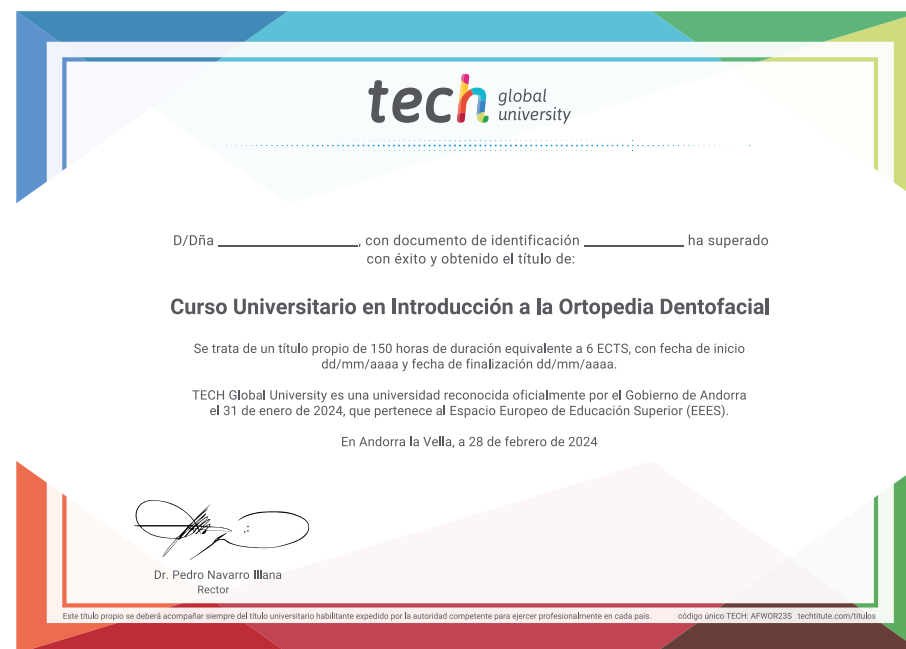 tech global university
D/Dña ____________________, con documento de identificación ______________ ha superado
con éxito y obtenido el título de:
Curso Universitario en Introducción a la Ortopedia Dentofacial
Se trata de un título propio de 150 horas de duración equivalente a 6 ECTS, con fecha de inicio
dd/mm/aaaa y fecha de finalización dd/mm/aaaa.
TECH Global University es una universidad reconocida oficialmente por el Gobierno de Andorra
el 31 de enero de 2024, que pertenece al Espacio Europeo de Educación Superior (EEES).
En Andorra la Vella, a 28 de febrero de 2024
Dr. Pedro Navarro Illana
Rector
Este título propio se deberá acompañar siempre del título universitario habilitante expedido por la autoridad competente para ejercer profesionalmente en cada país. código único TECH: AFWOR23S techtitute.com/titulos